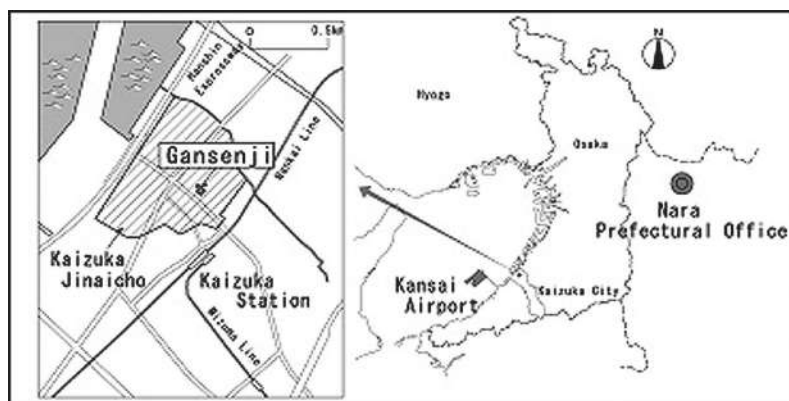 0
0.5km
Hanshin
Expressway
Gansenji
Nankai Line
Kaizuka
Jinaicho
Kaizuka
Station
Mizuma Line
N
Hyogo
Osaka
Nara
Prefectural Office
Kansai
Airport
Kaizuka City